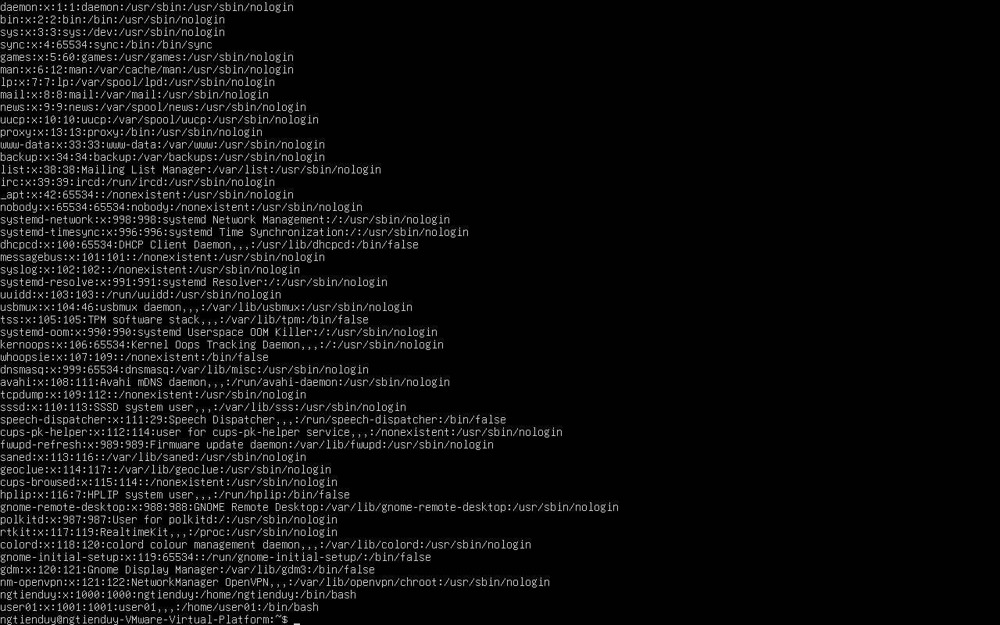 daemon:x:1:1:daemon:/usr/sbin:/usr/sbin/nologin
bin:x:2:2:bin:/bin:/usr/sbin/nologin
sys:x:3:3:sys:/dev:/usr/sbin/nologin
sync:x:4:65534:sync:/bin:/bin/sync
games:x:5:60:games:/usr/games:/usr/sbin/nologin
man:x:6:12:man:/var/cache/man:/usr/sbin/nologin
lp:x:7:7:lp:/var/spool/lpd:/usr/sbin/nologin
mail:x:8:8:mail:/var/mail:/usr/sbin/nologin
news:x:9:9:news:/var/spool/news:/usr/sbin/nologin
uucp:x:10:10:uucp:/var/spool/uucp:/usr/sbin/nologin
proxy:x:13:13:proxy:/bin:/usr/sbin/nologin
www-data:x:33:33:www-data:/var/www:/usr/sbin/nologin
backup:x:34:34:backup:/var/backups:/usr/sbin/nologin
list:x:38:38:Mailing List Manager:/var/list:/usr/sbin/nologin
irc:x:39:39:ircd:/run/ircd:/usr/sbin/nologin
_apt:x:42:65534::/nonexistent:/usr/sbin/nologin
nobody:x:65534:65534:nobody:/nonexistent:/usr/sbin/nologin
systemd-network:x:998:998:systemd Network Management:/:/usr/sbin/nologin
systemd-timesync:x:996:996:systemd Time Synchronization:/:/usr/sbin/nologin
dhcpcd:x:100:65534:DHCP Client Daemon,,,:/usr/lib/dhcpcd:/bin/false
messagebus:x:101:101::/nonexistent:/usr/sbin/nologin
syslog:x:102:102::/nonexistent:/usr/sbin/nologin
systemd-resolve:x:991:991:systemd Resolver:/:/usr/sbin/nologin
uuidd:x:103:103::/run/uuidd:/usr/sbin/nologin
usbmux:x:104:46:usbmux daemon,,,:/var/lib/usbmux:/usr/sbin/nologin
tss:x:105:105:TPM software stack,,,:/var/lib/tpm:/bin/false
systemd-oom:x:990:990:systemd Userspace OOM Killer:/:/usr/sbin/nologin
kernoops:x:106:65534:Kernel Oops Tracking Daemon,,,:/:/usr/sbin/nologin
whoopsie:x:107:109::/nonexistent:/bin/false
dnsmasq:x:999:65534:dnsmasq:/var/lib/misc:/usr/sbin/nologin
avahi:x:108:111:Avahi mDNS daemon,,,:/run/avahi-daemon:/usr/sbin/nologin
tcpdump:x:109:112::/nonexistent:/usr/sbin/nologin
sssd:x:110:113:SSSD system user,,,:/var/lib/sss:/usr/sbin/nologin
speech-dispatcher:x:111:29:Speech Dispatcher,,,:/run/speech-dispatcher:/bin/false
cups-pk-helper:x:112:114:user for cups-pk-helper service,,,:/nonexistent:/usr/sbin/nologin
fwupd-refresh:x:989:989:Firmware update daemon:/var/lib/fwupd:/usr/sbin/nologin
saned:x:113:116::/var/lib/saned:/usr/sbin/nologin
geoclue:x:114:117::/var/lib/geoclue:/usr/sbin/nologin
cups-browsed:x:115:114::/nonexistent:/usr/sbin/nologin
hplip:x:116:7:HPLIP system user,,,:/run/hplip:/bin/false
gnome-remote-desktop:x:988:988:GNOME Remote Desktop:/var/lib/gnome-remote-desktop:/usr/sbin/nologin
polkitd:x:987:987:User for polkitd:/:/usr/sbin/nologin
rtkit:x:117:119:RealtimeKit,,,:/proc:/usr/sbin/nologin
colord:x:118:120:colord colour management daemon,,,:/var/lib/colord:/usr/sbin/nologin
gnome-initial-setup:x:119:65534::/run/gnome-initial-setup/:/bin/false
gdm:x:120:121:Gnome Display Manager:/var/lib/gdm3:/bin/false
nm-openvpn:x:121:122:NetworkManager OpenVPN,,,:/var/lib/openvpn/chroot:/usr/sbin/nologin
ngtienduy:x:1000:1000:ngtienduy:/home/ngtienduy:/bin/bash
user01:x:1001:1001:user01,,,:/home/user01:/bin/bash
ngtienduy@ngtienduy-VMware-Virtual-Platform:~$ _